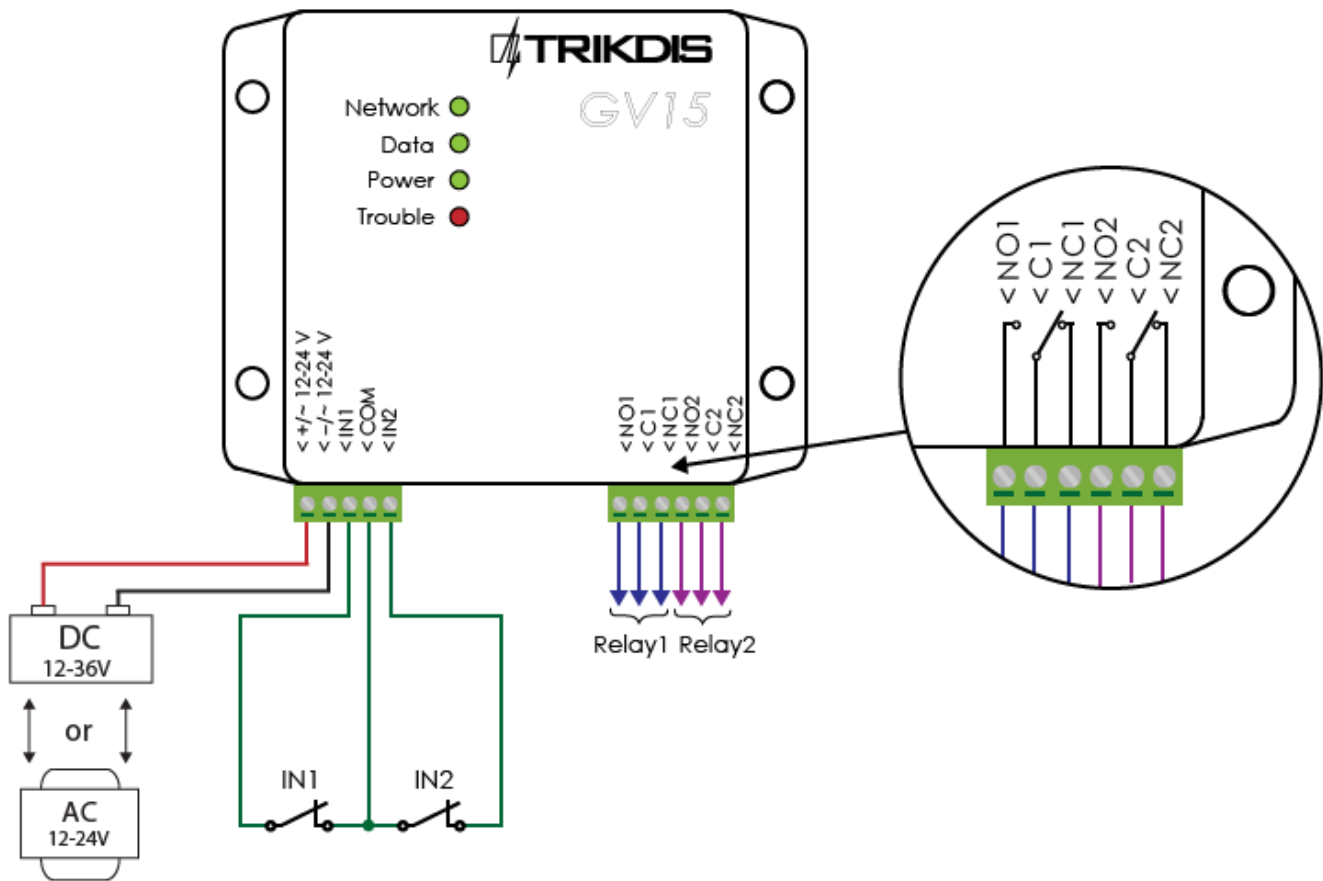 TRIKDIS
GV15
Network
Data
Power
Trouble
< +/~ 12-24 V
< -/~ 12-24 V
<IN1
<COM
<IN2
<NO1
<C1
<NC1
<NO2
<C2
<NC2
<NO1
<C1
<NC1
<NO2
<C2
<NC2
Relay1 Relay2
DC
12-36V
or
AC
12-24V
IN1
IN2